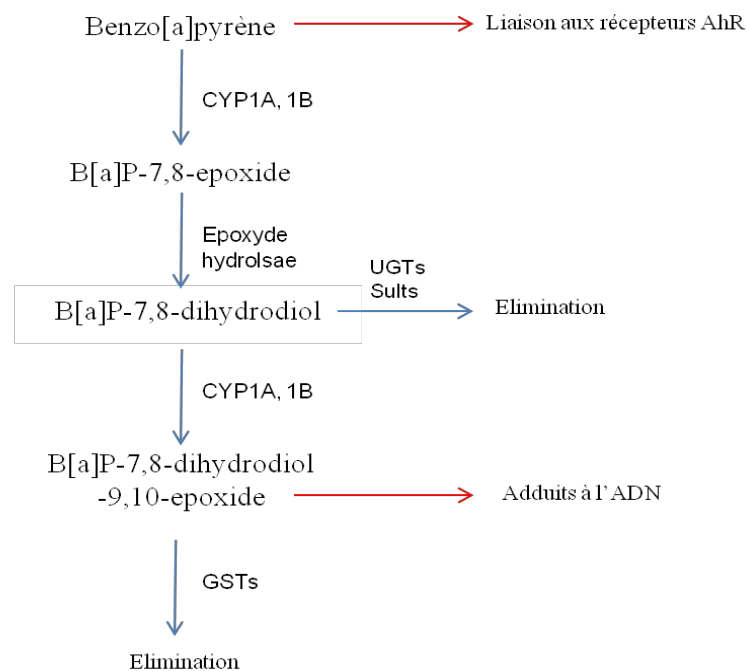 Benzo[a]pyrène
Liaison aux récepteurs AhR
CYP1A, 1B
B[a]P-7,8-epoxide
Epoxyde
hydrolsae
UGTs
Sults
B[a]P-7,8-dihydrodiol
Elimination
CYP1A, 1B
B[a]P-7,8-dihydrodiol
-9,10-epoxide
Adduits à l'ADN
GSTs
Elimination